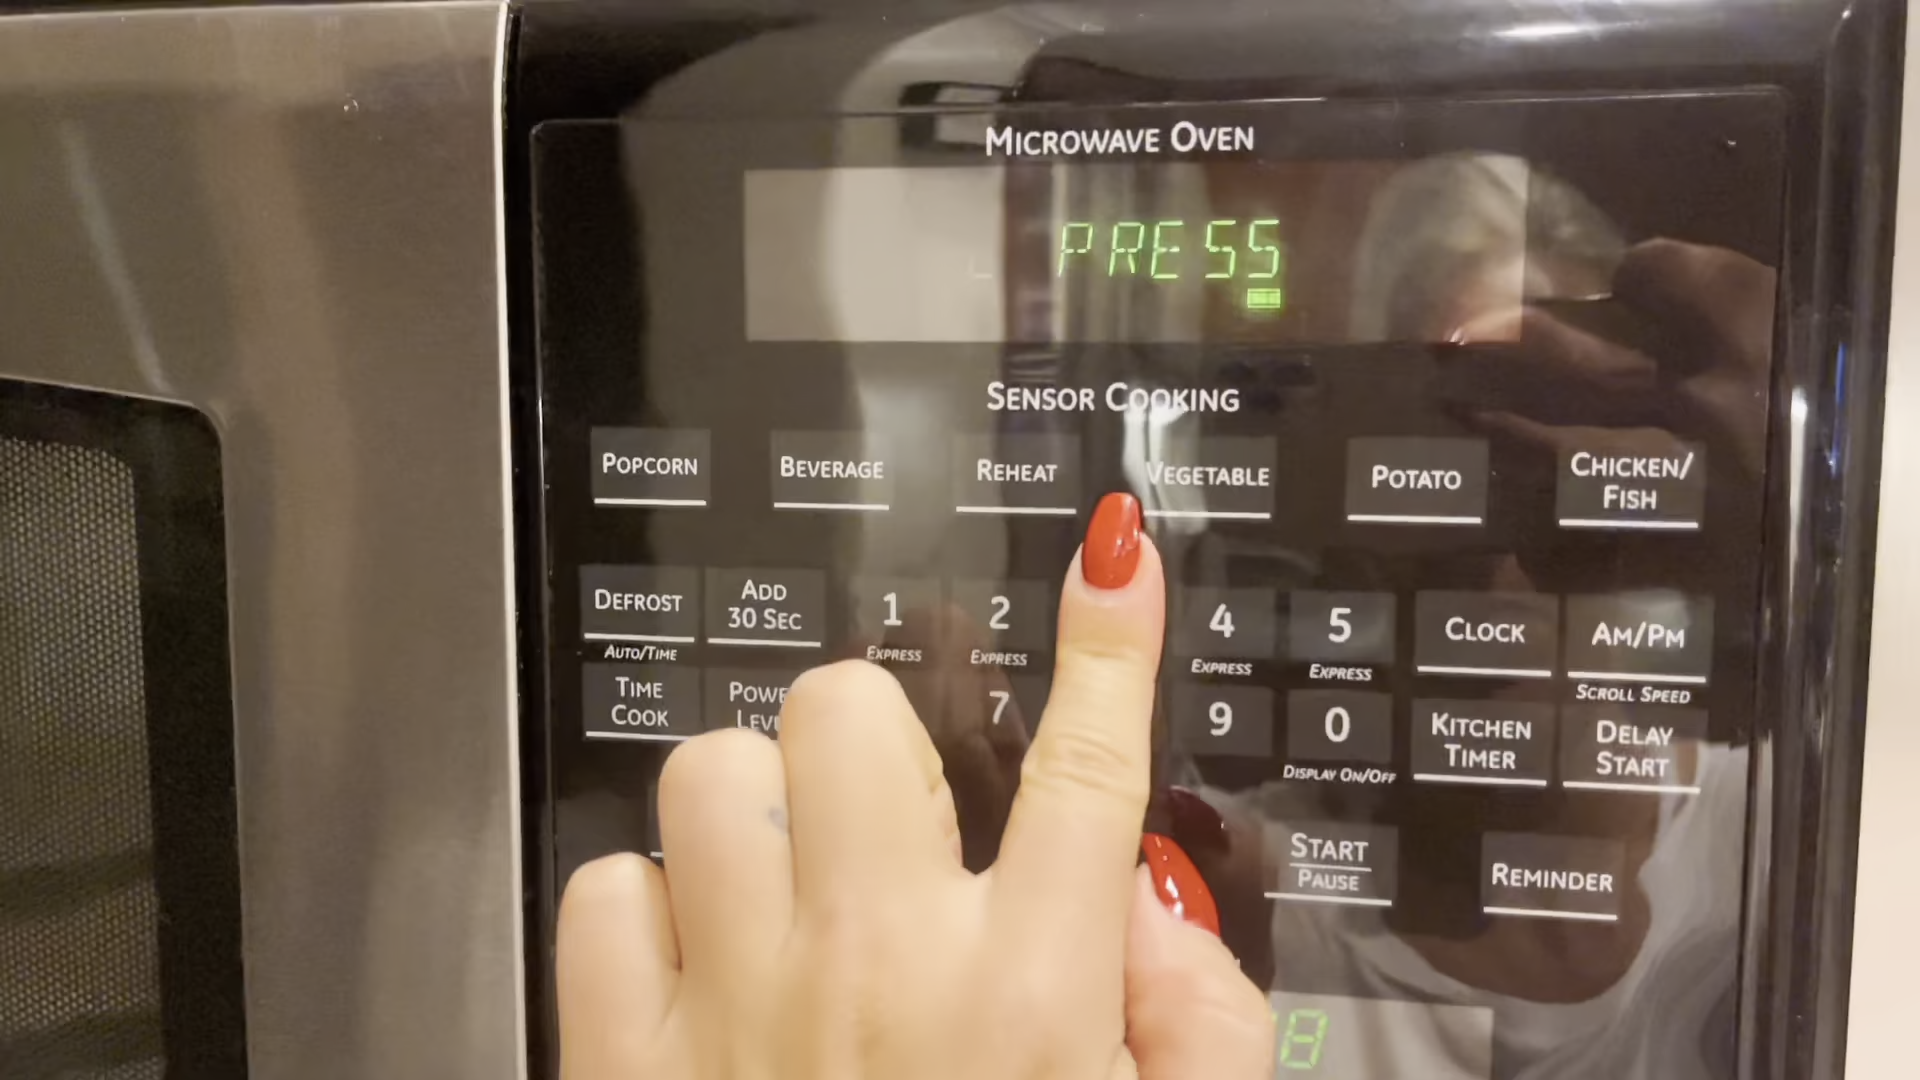 MICROWAVE OVEN
PRESS
SENSOR COOKING
POPCORN
BEVERAGE
REHEAT
VEGETABLE
POTATO
CHICKEN/
FISH
DEFROST
AUTO/TIME
ADD
30 SEC
1
EXPRESS
2
EXPRESS
4
EXPRESS
5
EXPRESS
CLOCK
AM/PM
SCROLL SPEED
TIME
COOK
7
9
0
DISPLAY ON/OFF
KITCHEN
TIMER
DELAY
START
START
PAUSE
REMINDER